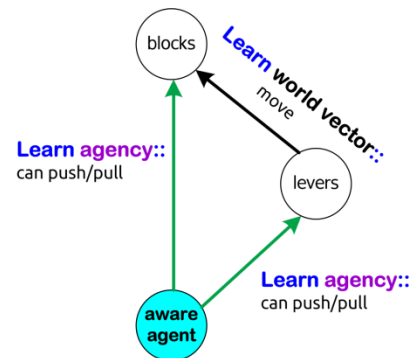 blocks
Learn world vector::
move
Learn agency::
can push/pull
levers
Learn agency::
can push/pull
aware
agent